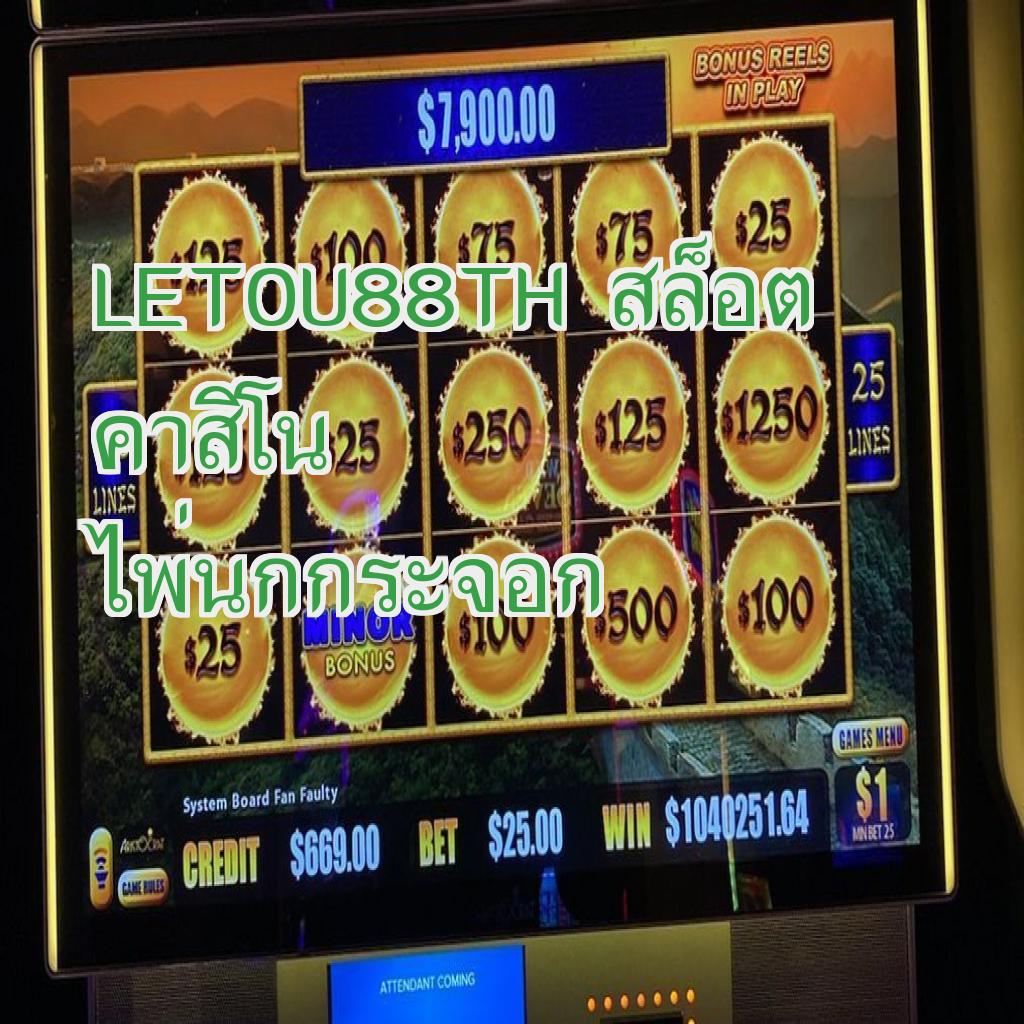 BONUS REELS
IN PLAY
$7,900.00
$125 $100 $75 $75 $25
LETOU88TH สล็อต
25
LINES
$25 $250 $125 $1250
คาสิโน
LINES
ไพ่นกกระจอก
$25 MINOR BONUS $100 $500 $100
GAMES MENU
System Board Fan Faulty
$1
MIN BET 25
CREDIT $669.00 BET $25.00 WIN $1040251.64
ARISTOCRAT
GAME RULES
ATTENDANT COMING